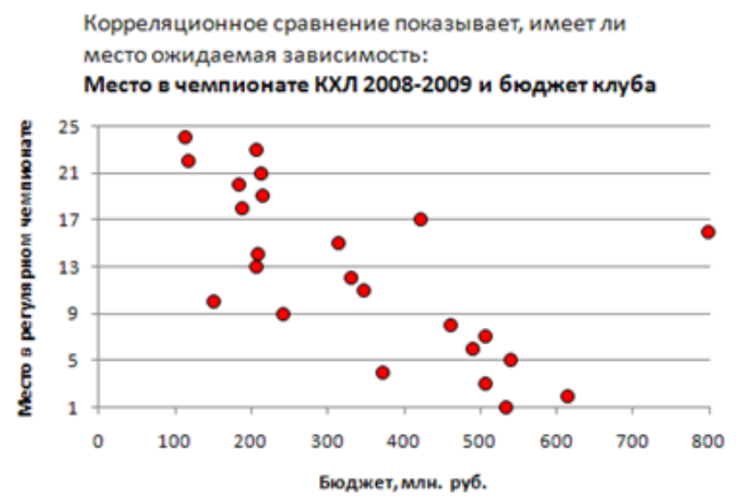 Корреляционное сравнение показывает, имеет ли
место ожидаемая зависимость:
Место в чемпионате КХЛ 2008-2009 и бюджет клуба
Место в регулярном чемпионате
25
21
17
13
9
5
1
0 100 200 300 400 500 600 700 800
Бюджет, млн. руб.